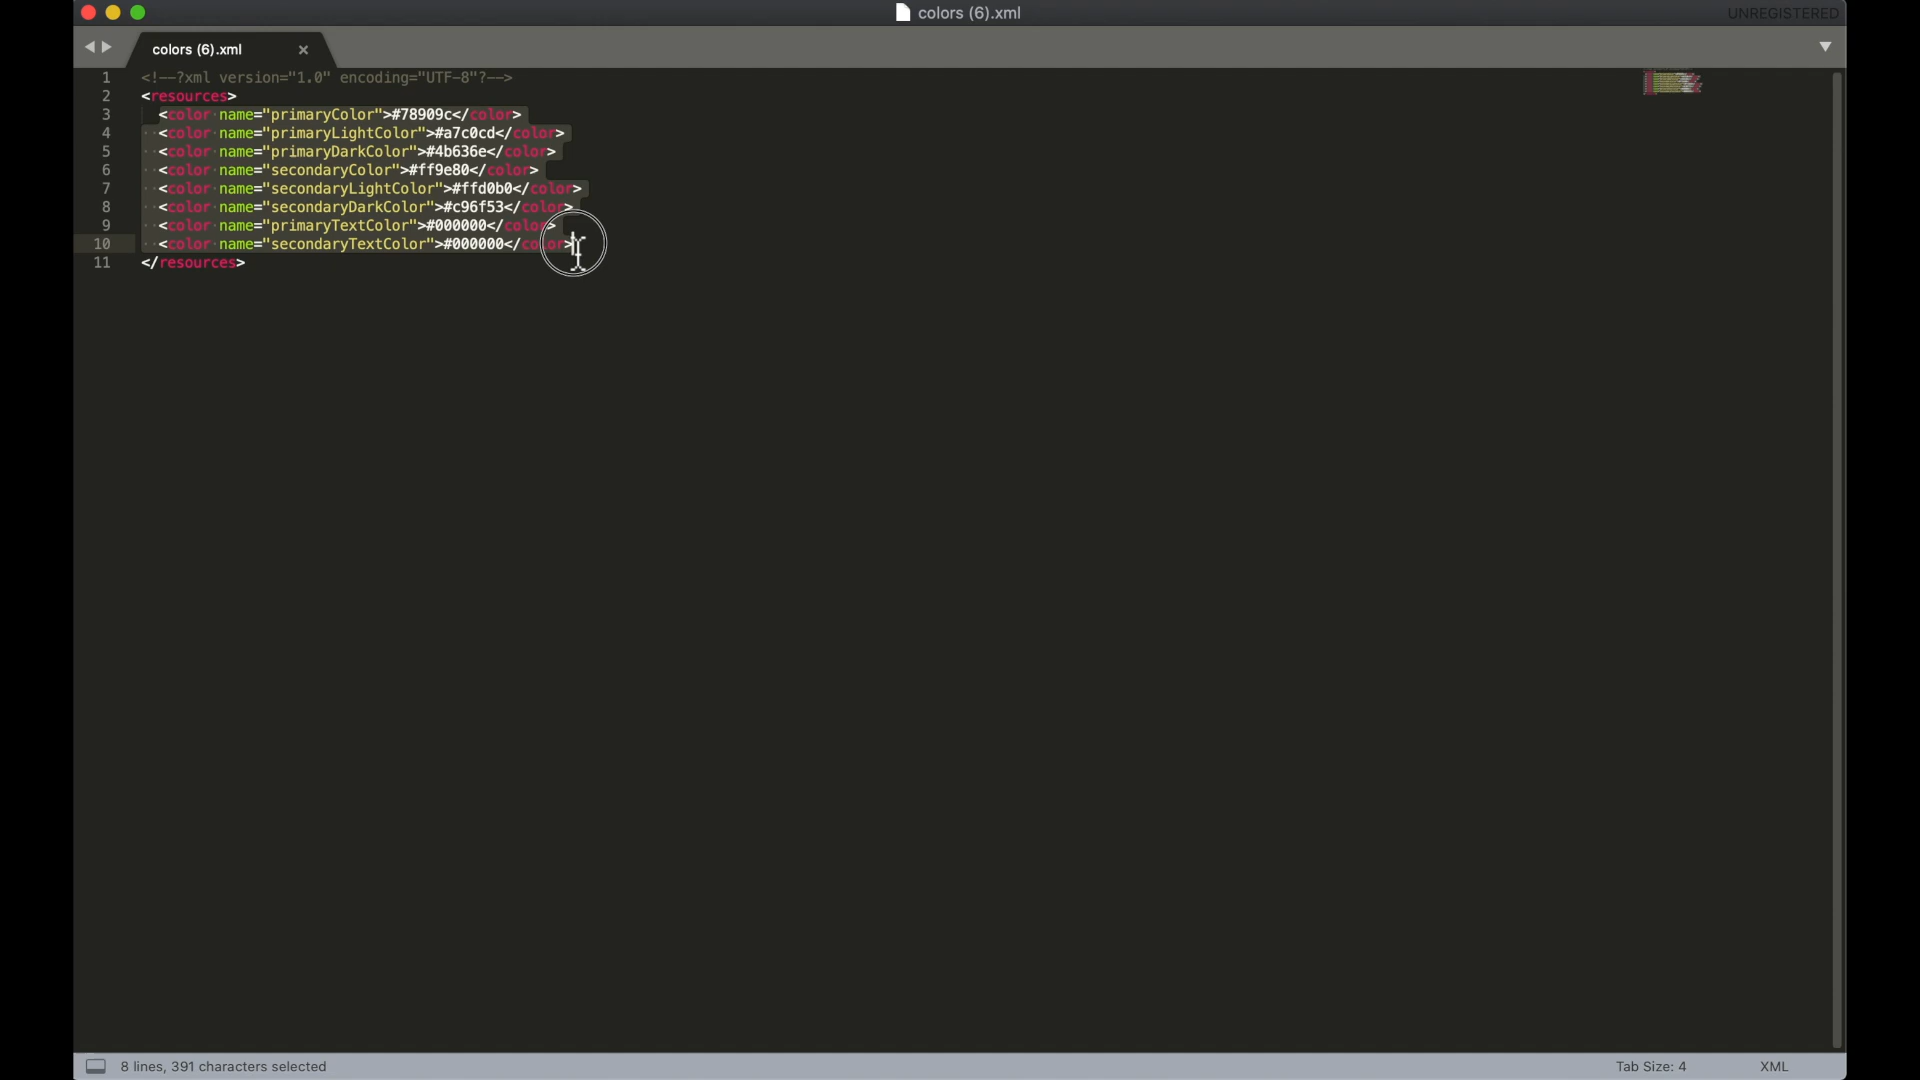 colors (6).xml
UNREGISTERED
colors (6).xml ×
1 <!--?xml version="1.0" encoding="UTF-8"?-->
2 <resources>
3 <color name="primaryColor">#78909c</color>
4 <color name="primaryLightColor">#a7c0cd</color>
5 <color name="primaryDarkColor">#4b636e</color>
6 <color name="secondaryColor">#ff9e80</color>
7 <color name="secondaryLightColor">#ffd0b0</color>
8 <color name="secondaryDarkColor">#c96f53</color>
9 <color name="primaryTextColor">#000000</color>
10 <color name="secondaryTextColor">#000000</color>
11 </resources>
8 lines, 391 characters selected
Tab Size: 4
XML